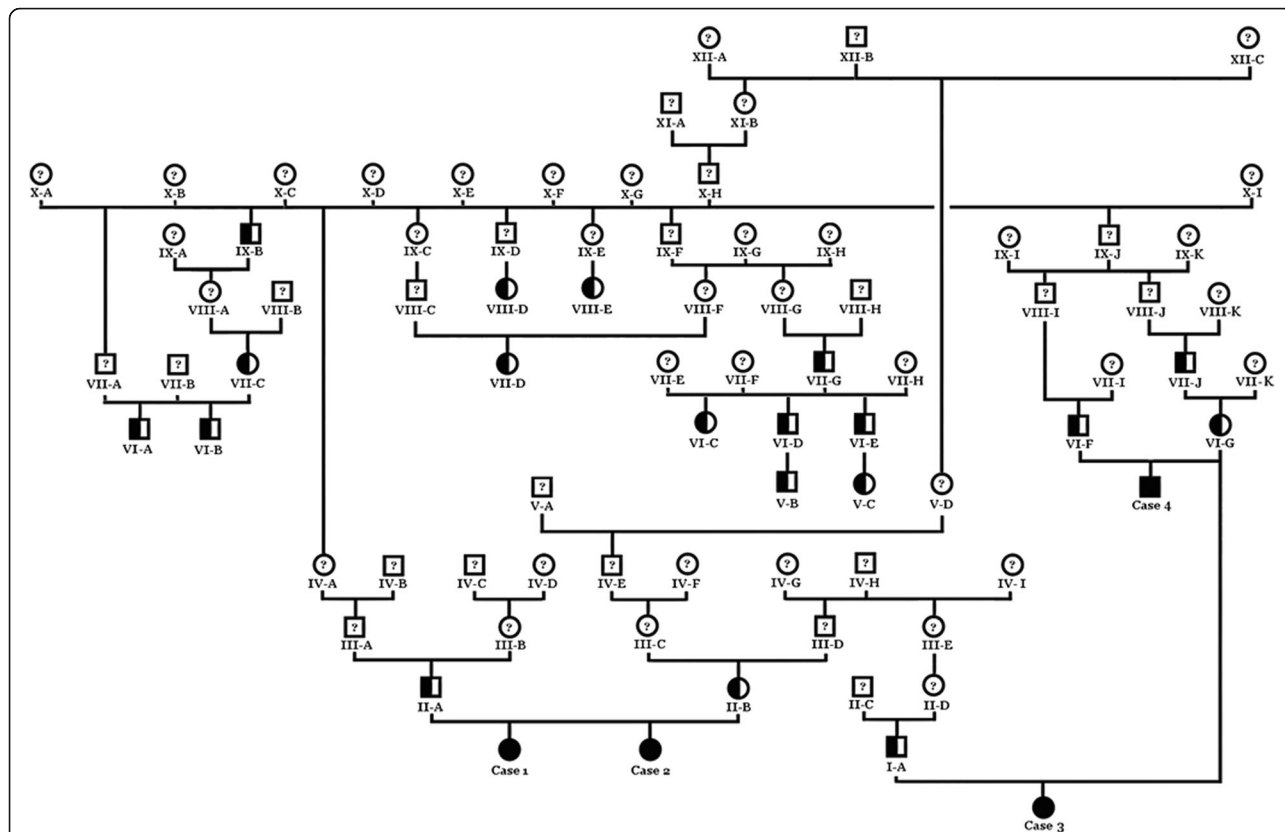 ? ? ?
XII-A XII-B XII-C
? ?
XI-A XI-B
? ? ? ? ? ? ? ? ?
X-A X-B X-C X-D X-E X-F X-G X-H X-I
? ? ? ? ? ? ? ? ? ?
IX-A IX-B IX-C IX-D IX-E IX-F IX-G IX-H IX-I IX-J IX-K
? ? ? ? ? ? ? ? ?
VIII-A VIII-B VIII-C VIII-D VIII-E VIII-F VIII-G VIII-H VIII-I VIII-J VIII-K
? ? ? ? ? ? ?
VII-A VII-B VII-C VII-D VII-E VII-F VII-G VII-H VII-I VII-J VII-K
VI-A VI-B VI-C VI-D VI-E VI-F VI-G
? ?
V-A V-B V-C V-D Case 4
? ? ? ? ? ? ? ? ?
IV-A IV-B IV-C IV-D IV-E IV-F IV-G IV-H IV-I
? ? ? ? ?
III-A III-B III-C III-D III-E
? ?
II-A II-B II-C II-D
Case 1 Case 2 I-A
Case 3